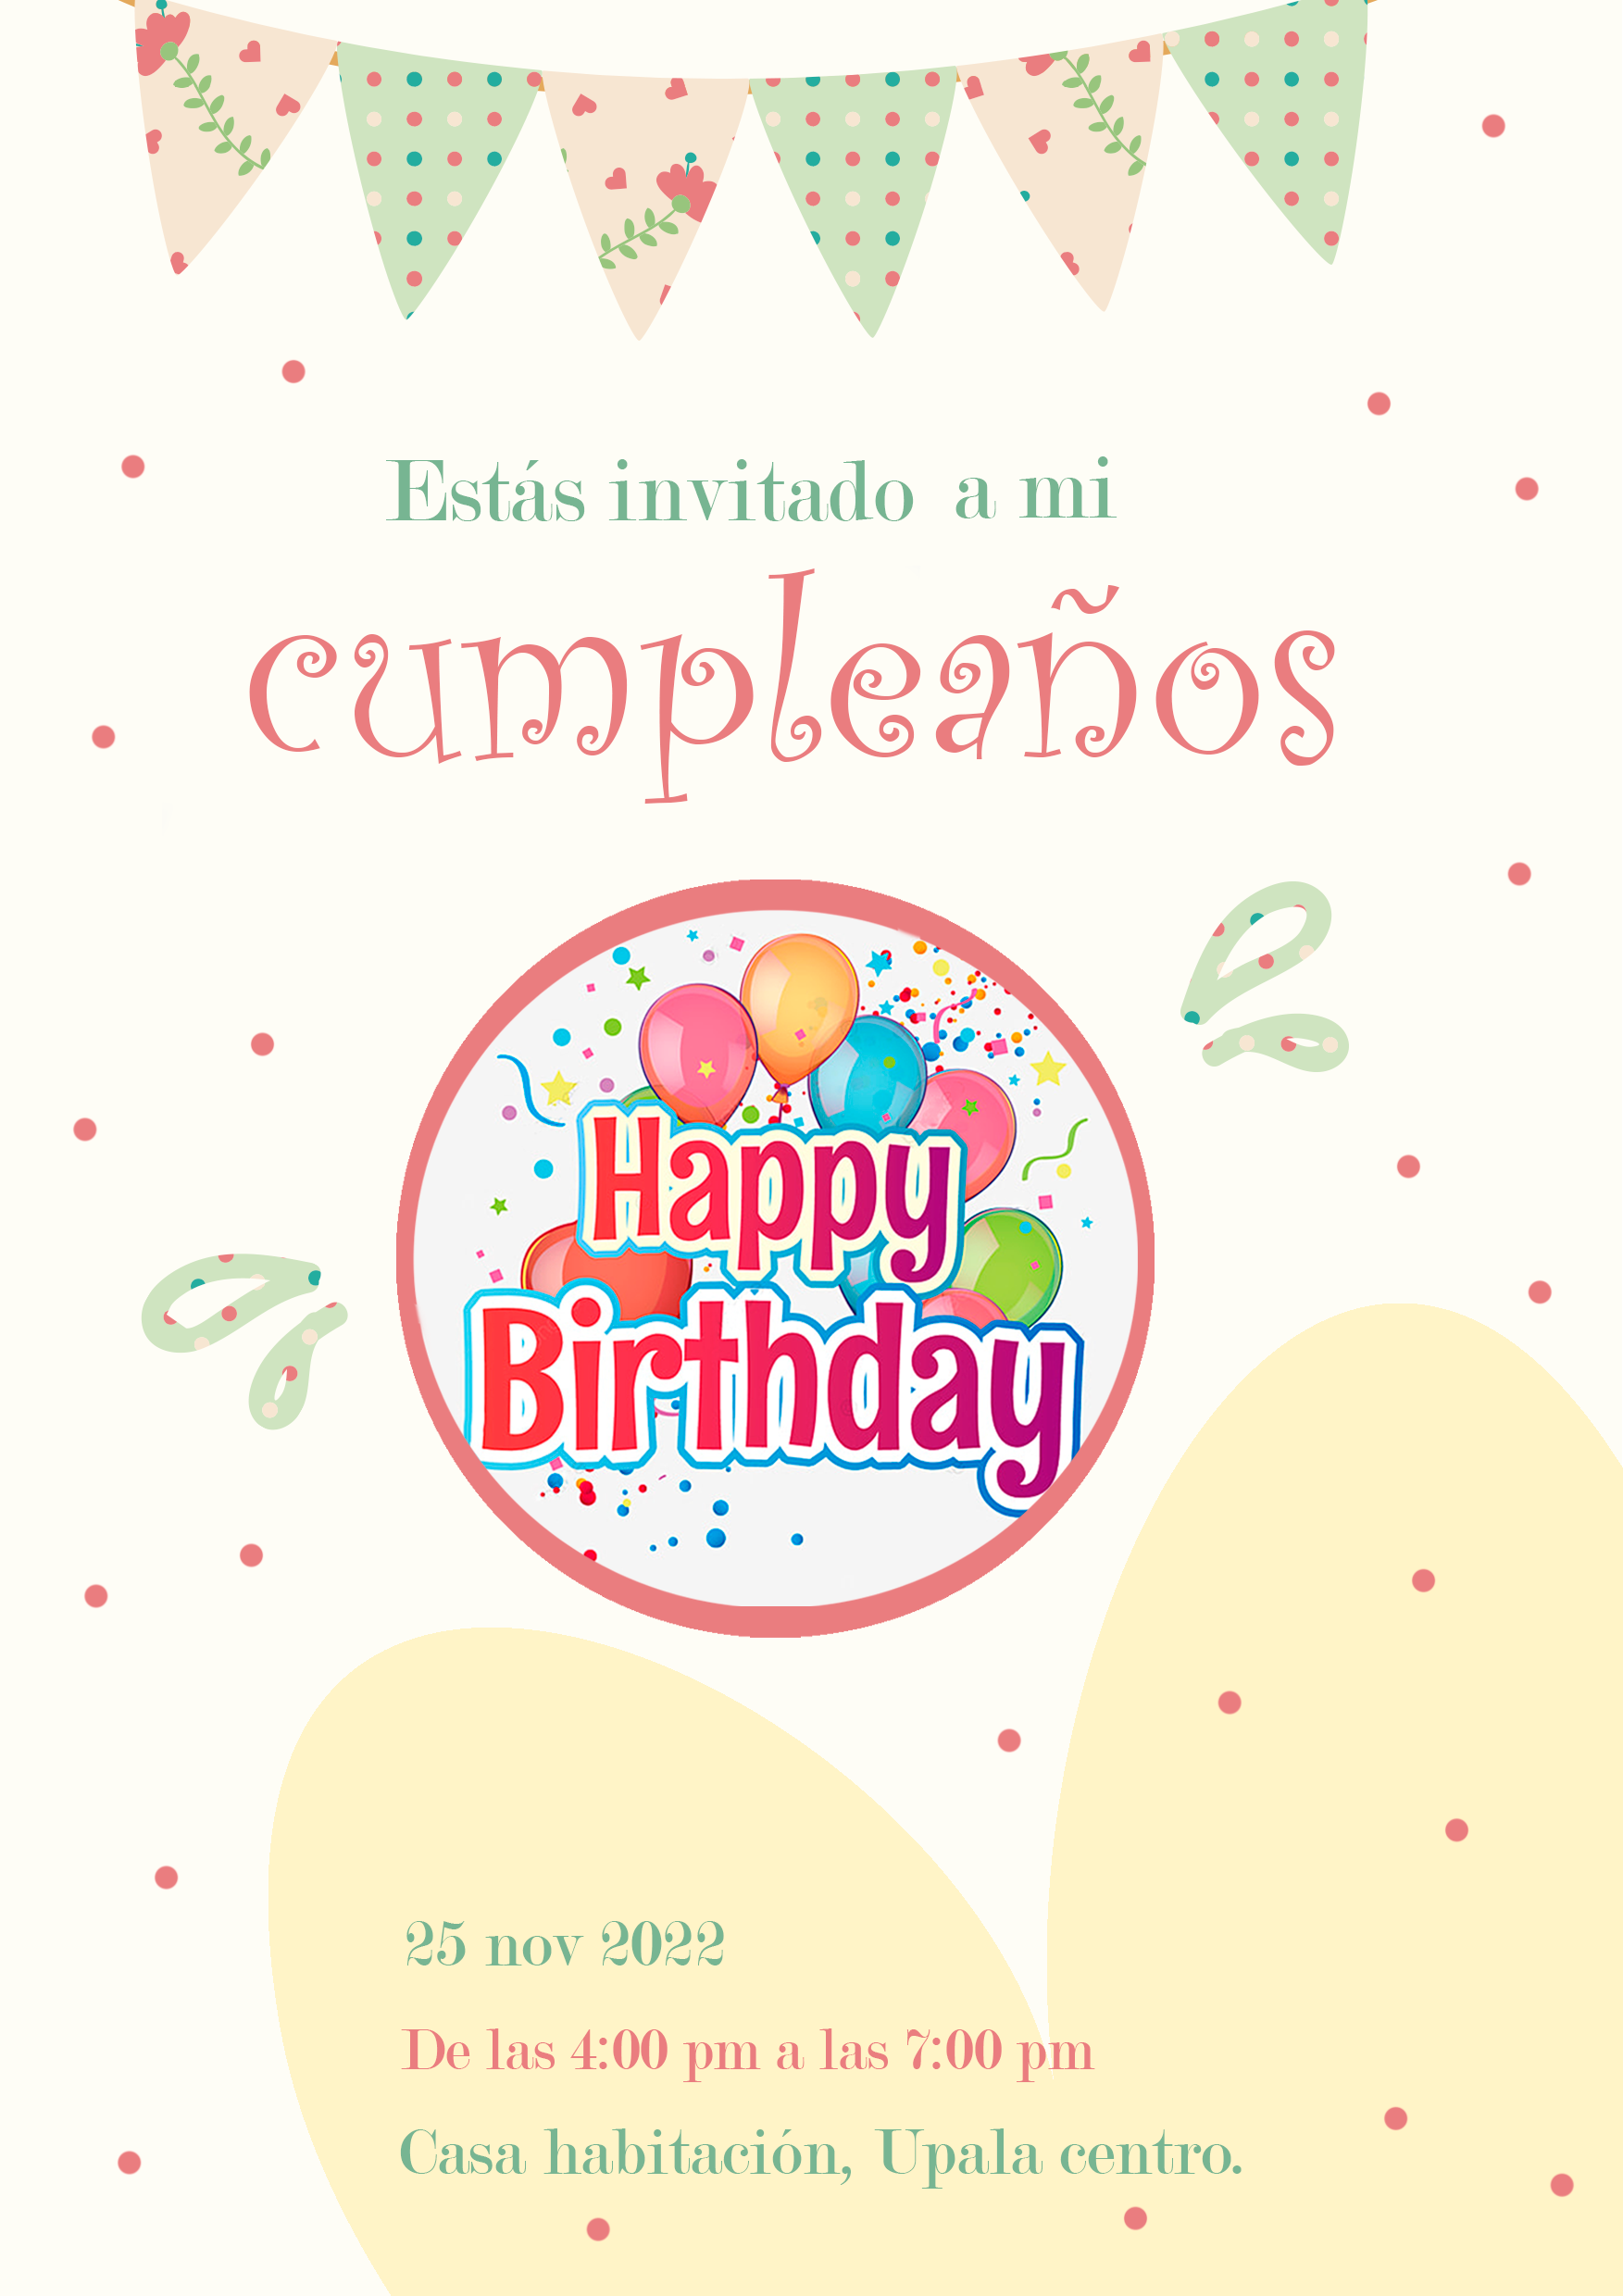 Estás invitado a mi
cumpleaños
Happy
Birthday
25 nov 2022
De las 4:00 pm a las 7:00 pm
Casa habitación, Upala centro.